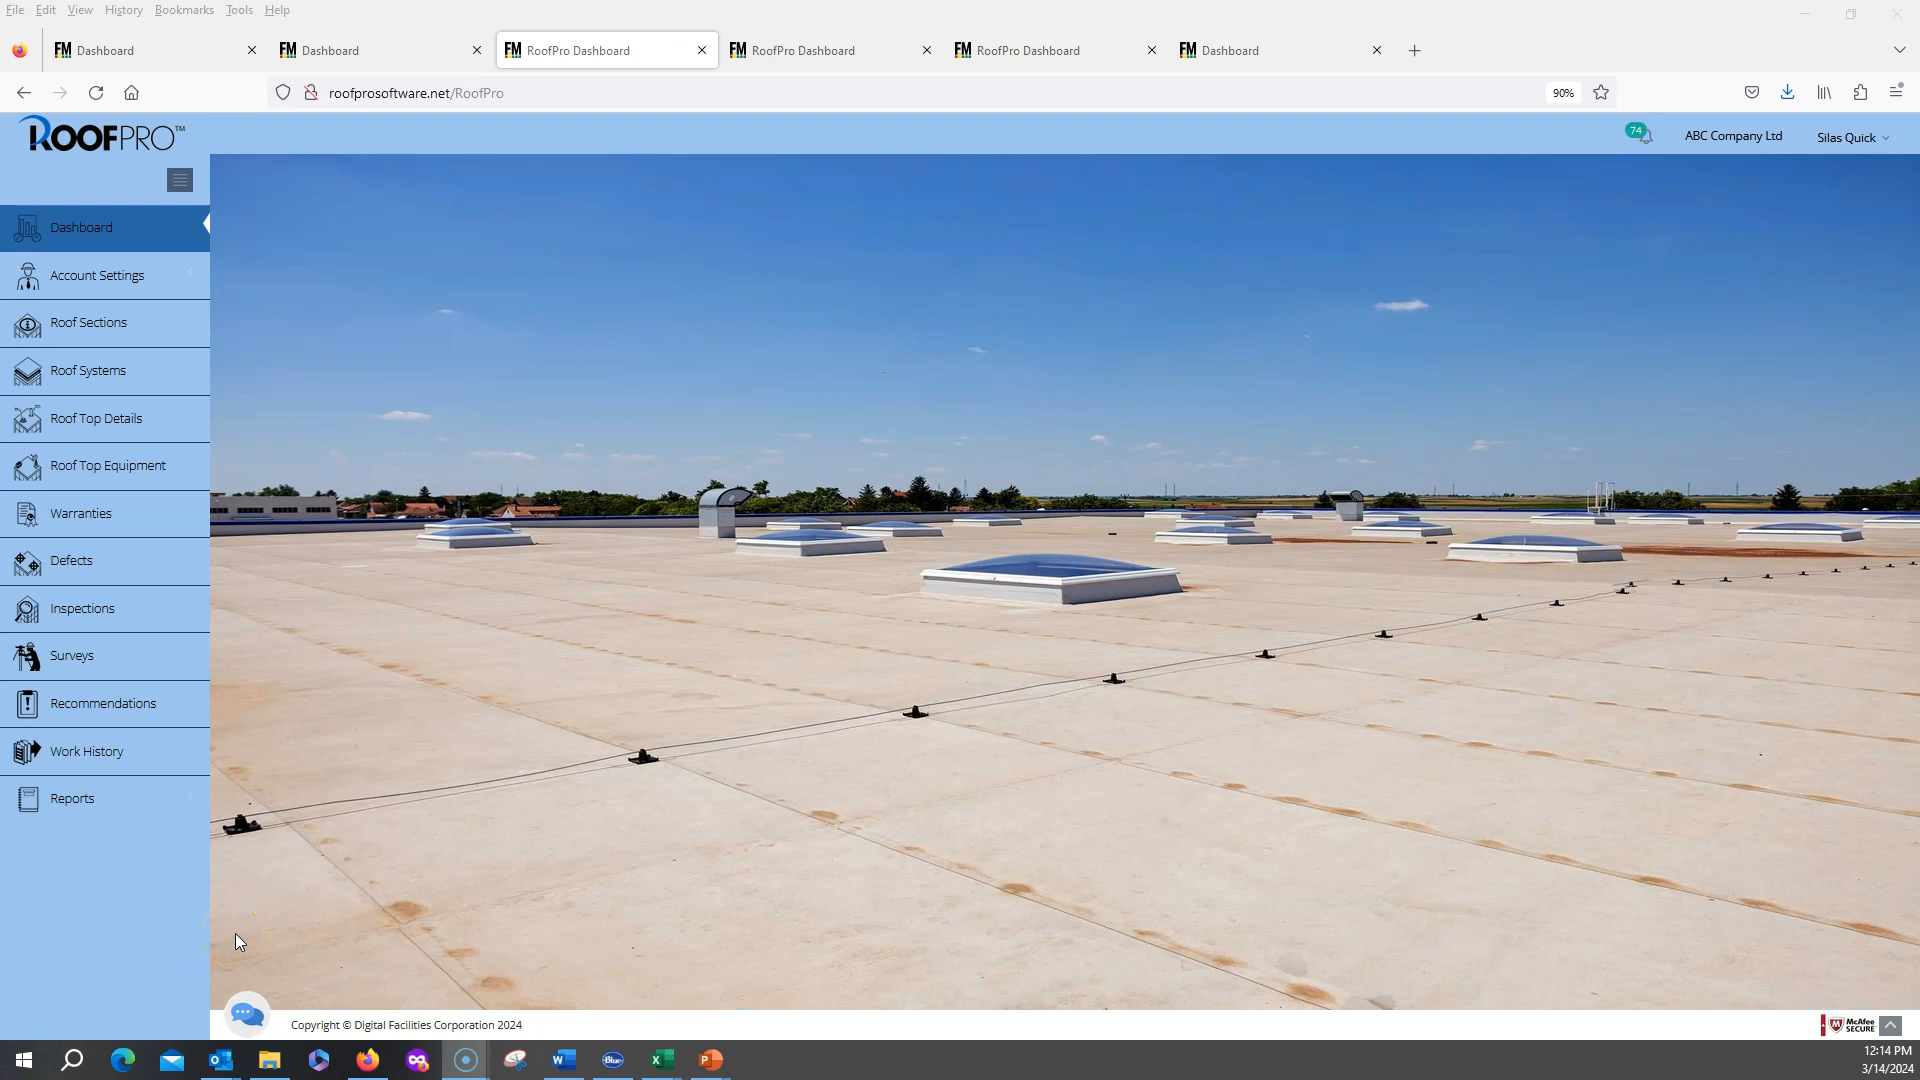 File Edit View History Bookmarks Tools Help
FM Dashboard
FM Dashboard
FM RoofPro Dashboard
FM RoofPro Dashboard
FM RoofPro Dashboard
FM Dashboard
roofprosoftware.net/RoofPro
90%
ROOFPRO™
74
ABC Company Ltd
Silas Quick
Dashboard
Account Settings
Roof Sections
Roof Systems
Roof Top Details
Roof Top Equipment
Warranties
Defects
Inspections
Surveys
Recommendations
Work History
Reports
Copyright © Digital Facilities Corporation 2024
McAfee
SECURE
Blue
12:14 PM
3/14/2024